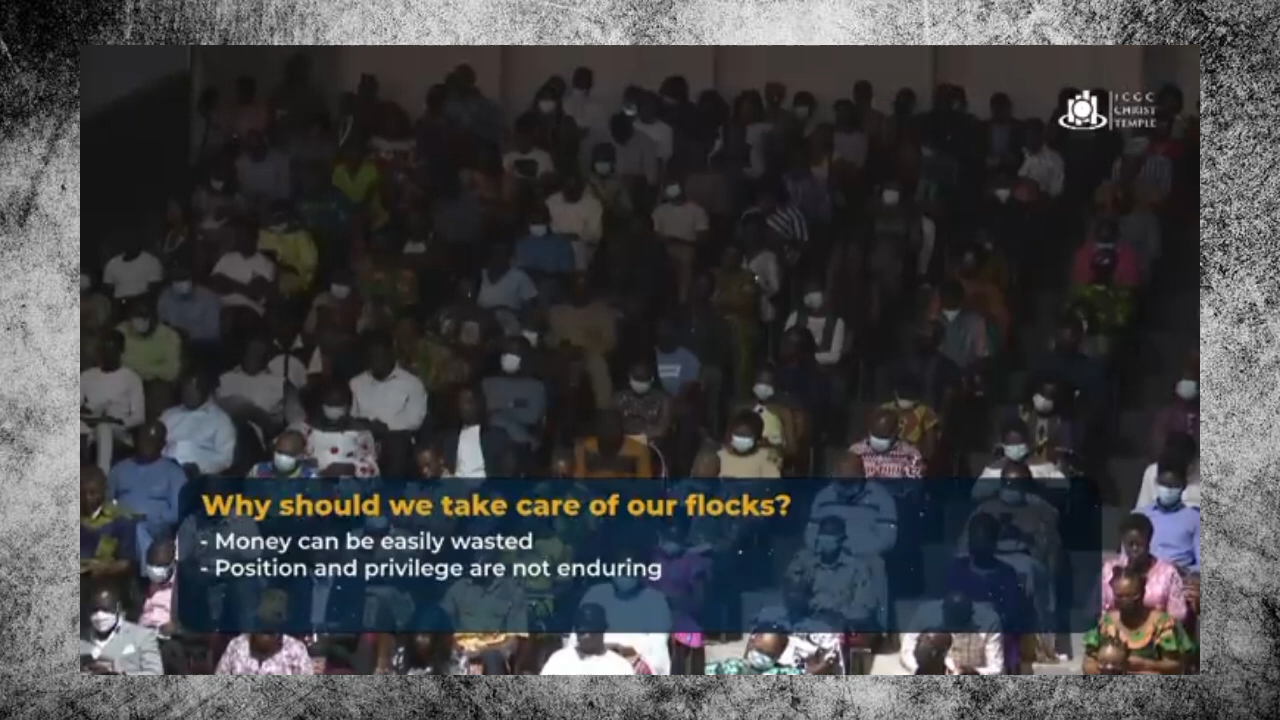 ICGC
CHRIST
TEMPLE
Why should we take care of our flocks?
- Money can be easily wasted
- Position and privilege are not enduring